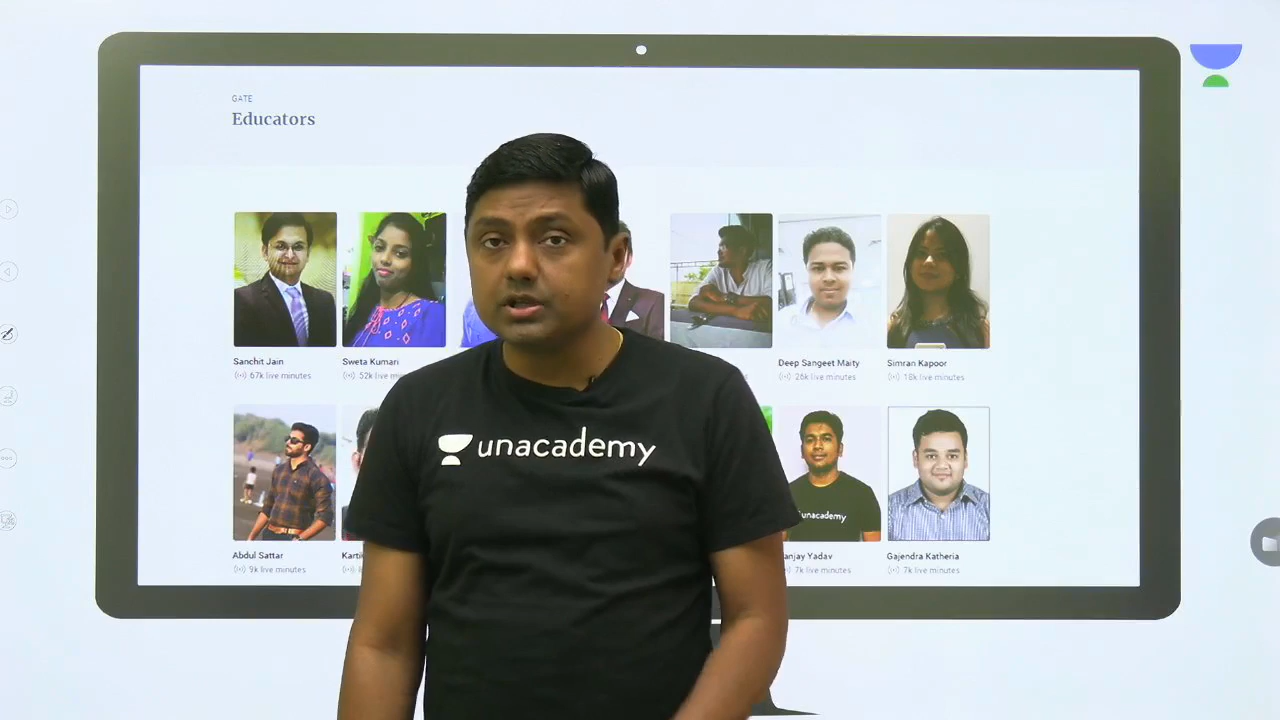 GATE
Educators
Sanchit Jain
67k live minutes
Sweta Kumari
52k live
Deep Sangeet Maity
26k live minutes
Simran Kapoor
18k live minutes
unacademy
unacademy
Abdul Sattar
9k live minutes
anjay Yadav
7k live minutes
Gajendra Katheria
7k live minutes